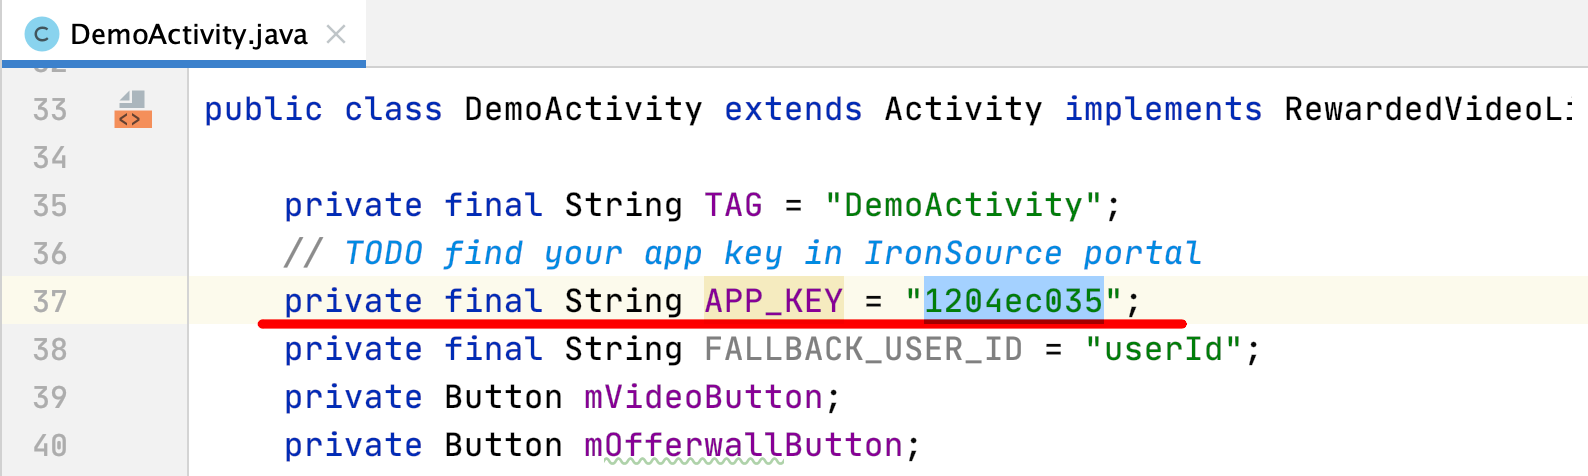 C DemoActivity.java
33 <> public class DemoActivity extends Activity implements RewardedVideoLi
34
35 private final String TAG = "DemoActivity";
36 // TODO find your app key in IronSource portal
37 private final String APP_KEY = "1204ec035";
38 private final String FALLBACK_USER_ID = "userId";
39 private Button mVideoButton;
40 private Button mOfferwallButton;